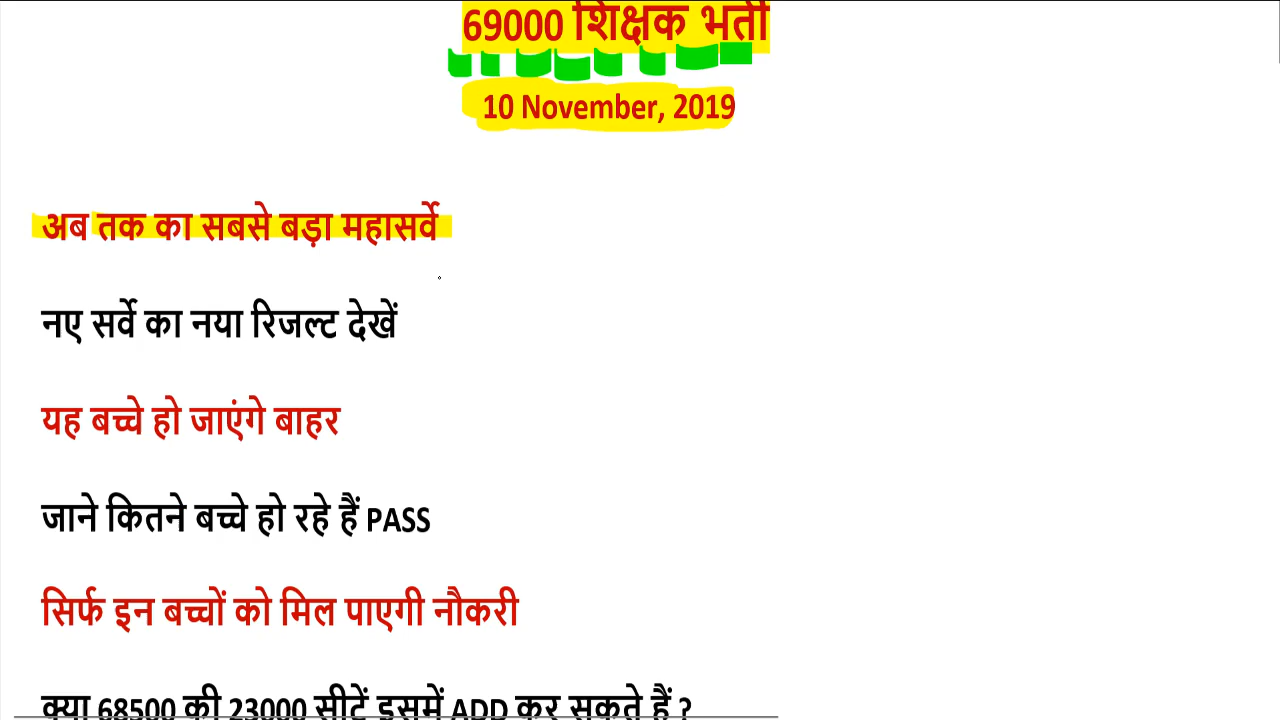 69000 शिक्षक भर्ती
10 November, 2019
अब तक का सबसे बड़ा महासर्वे
नए सर्वे का नया रिजल्ट देखें
यह बच्चे हो जाएंगे बाहर
जाने कितने बच्चे हो रहे हैं PASS
सिर्फ इन बच्चों को मिल पाएगी नौकरी
क्या 68500 की 23000 सीटें इसमें ADD कर सकते हैं ?